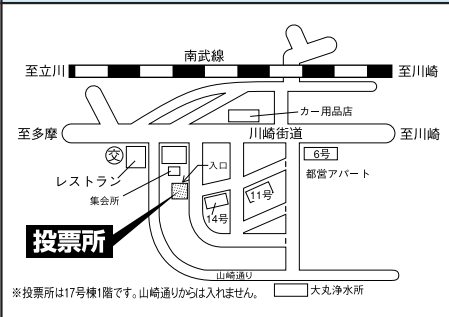 南武線
至立川
至川崎
カー用品店
至多摩
川崎街道
至川崎
交
6号
入口
レストラン
都営アパート
集会所
11号
14号
投票所
山崎通り
※投票所は17号棟1階です。山崎通りからは入れません。
大丸浄水所